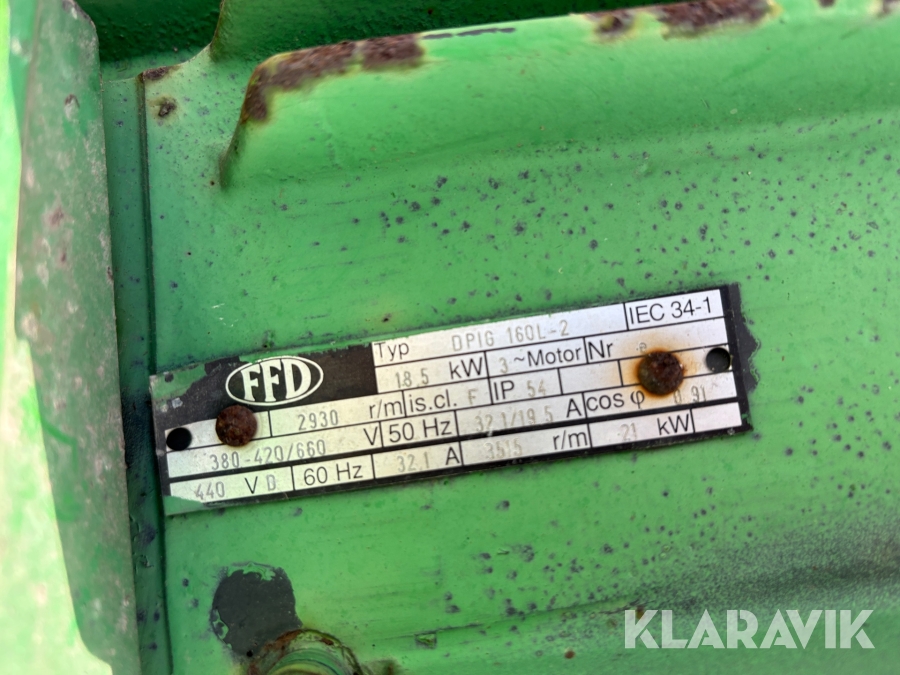 IEC 34-1
Typ DPIG 160L-2
FFD 18.5 kW 3~Motor Nr
2930 r/m is.cl. F IP 54
380-420/660 V 50 Hz 32.1/19.5 A cos φ 0.91
440 V D 60 Hz 32.1 A 3515 r/m 21 kW
KLARAVIK